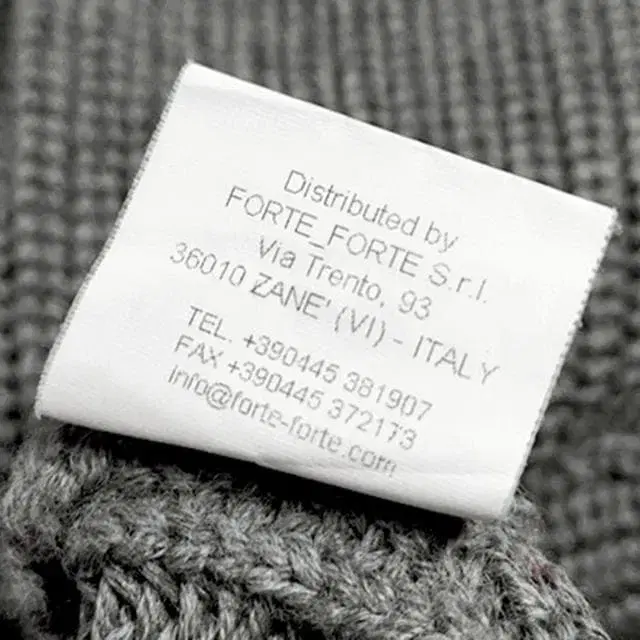 Distributed by
FORTE_FORTE S.r.l.
Via Trento, 93
36010 ZANE' (VI) - ITALY
TEL. +390445 381907
FAX +390445 372173
info@forte-forte.com